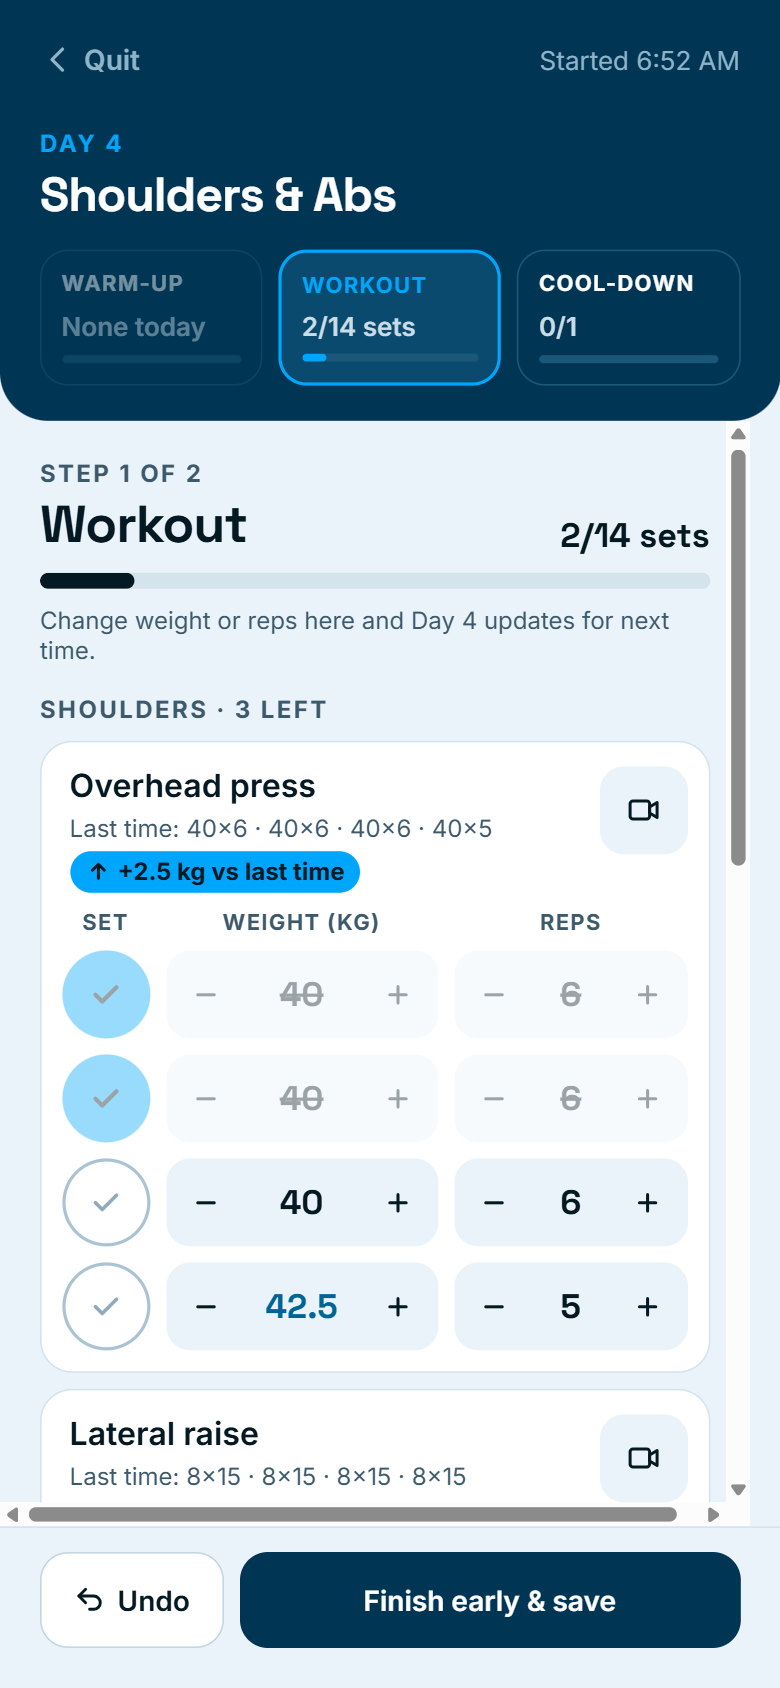 Quit
Started 6:52 AM
DAY 4
Shoulders & Abs
WARM-UP
None today
WORKOUT
2/14 sets
COOL-DOWN
0/1
STEP 1 OF 2
Workout
2/14 sets
Change weight or reps here and Day 4 updates for next
time.
SHOULDERS · 3 LEFT
Overhead press
Last time: 40×6 · 40×6 · 40×6 · 40×5
↑ +2.5 kg vs last time
SET WEIGHT (KG) REPS
− 40 + − 6 +
− 40 + − 6 +
− 40 + − 6 +
− 42.5 + − 5 +
Lateral raise
Last time: 8×15 · 8×15 · 8×15 · 8×15
Undo
Finish early & save